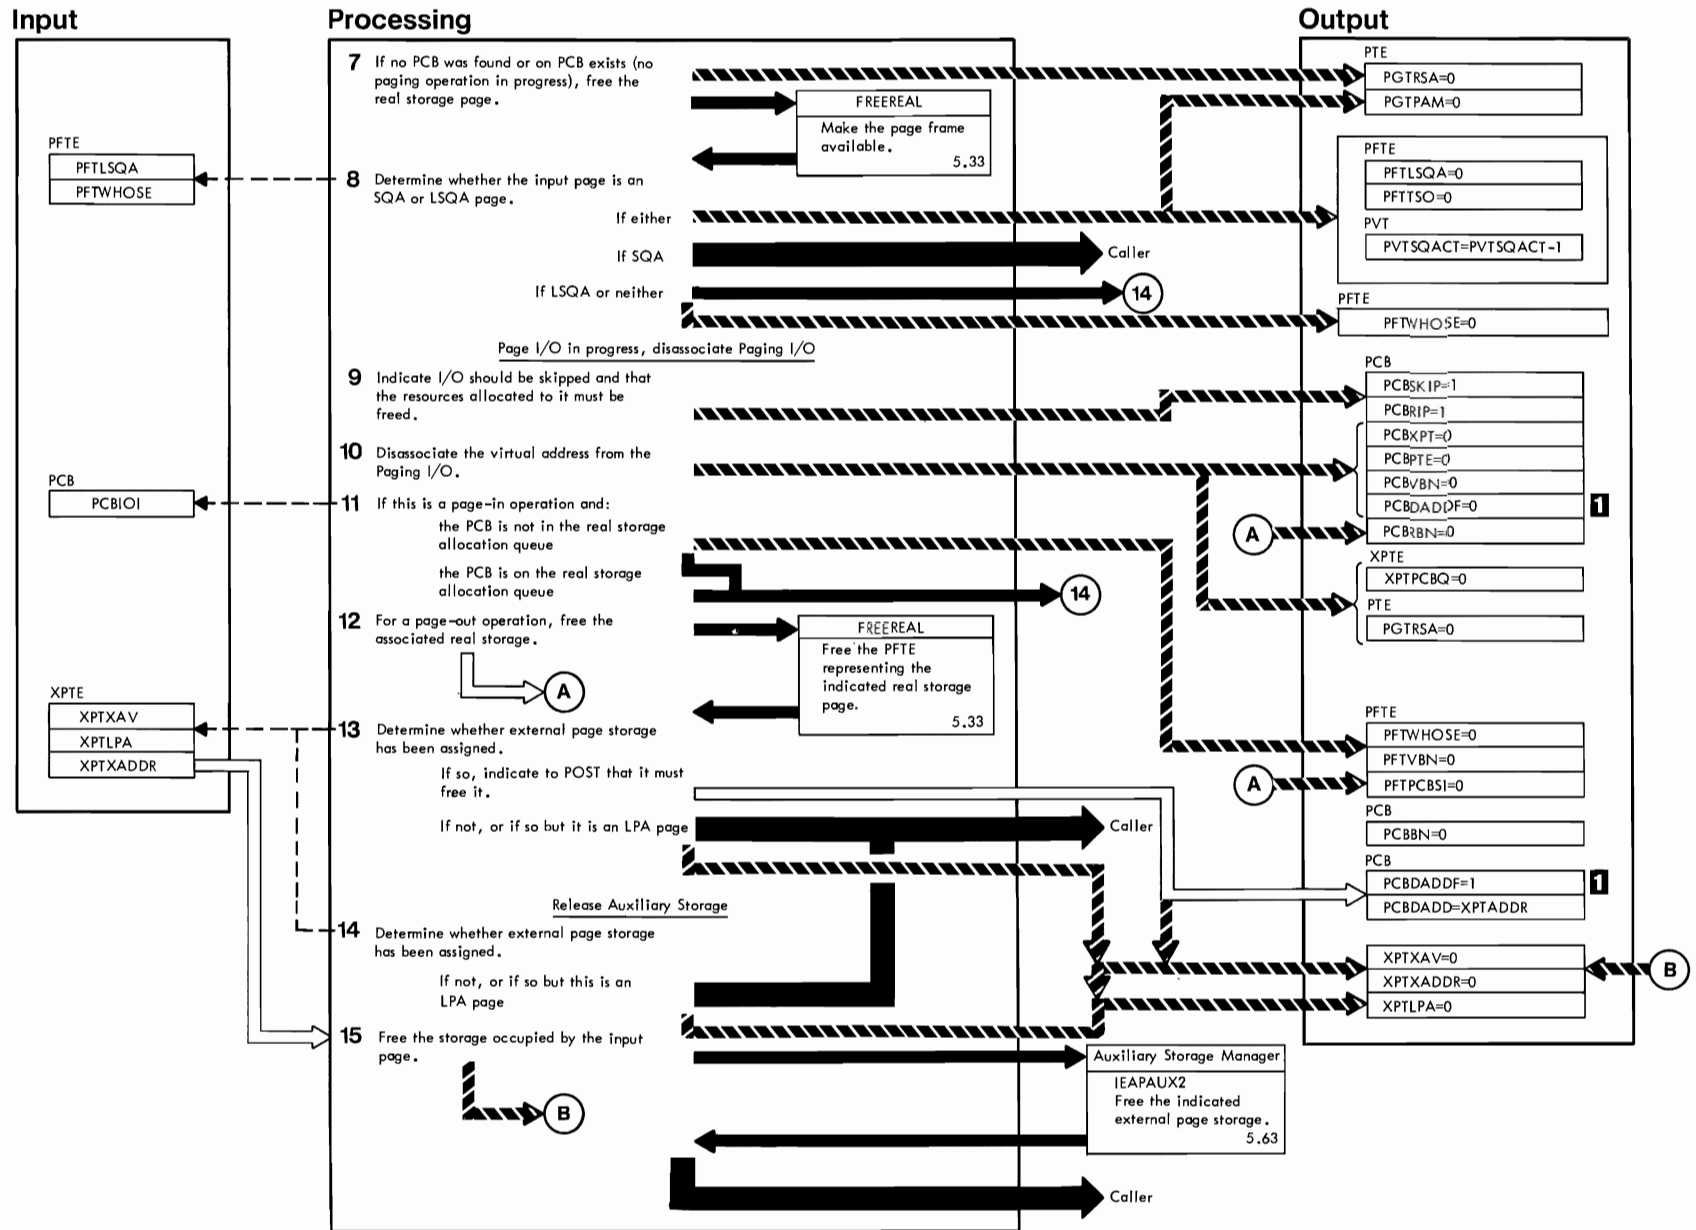 Input
Processing
Output
PFTE
PFTLSQA
PFTWHOSE
PCB
PCBIOI
XPTE
XPTXAV
XPTLPA
XPTXADDR
7 If no PCB was found or on PCB exists (no
paging operation in progress), free the
real storage page.
FREEREAL
Make the page frame
available.
5.33
8 Determine whether the input page is an
SQA or LSQA page.
If either
If SQA
Caller
If LSQA or neither
14
Page I/O in progress, disassociate Paging I/O
9 Indicate I/O should be skipped and that
the resources allocated to it must be
freed.
10 Disassociate the virtual address from the
Paging I/O.
11 If this is a page-in operation and:
the PCB is not in the real storage
allocation queue
the PCB is on the real storage
allocation queue
14
12 For a page-out operation, free the
associated real storage.
A
FREEREAL
Free the PFTE
representing the
indicated real storage
page.
5.33
13 Determine whether external page storage
has been assigned.
If so, indicate to POST that it must
free it.
If not, or if so but it is an LPA page
Caller
Release Auxiliary Storage
14 Determine whether external page storage
has been assigned.
If not, or if so but this is an
LPA page
15 Free the storage occupied by the input
page.
B
Auxiliary Storage Manager
IEAPAUX2
Free the indicated
external page storage.
5.63
Caller
PTE
PGTRSA=0
PGTPAM=0
PFTE
PFTLSQA=0
PFTTSO=0
PVT
PVTSQACT=PVTSQACT-1
PFTE
PFTWHOSE=0
PCB
PCBSKIP=1
PCBRIP=1
PCBXPT=0
PCBPTE=0
PCBVBN=0
PCBDADDF=0
1
A
PCBRBN=0
XPTE
XPTPCBQ=0
PTE
PGTRSA=0
PFTE
PFTWHOSE=0
PFTVBN=0
A
PFTPCBSI=0
PCB
PCBBN=0
PCB
PCBDADDF=1
1
PCBDADD=XPTADDR
XPTXAV=0
B
XPTXADDR=0
XPTLPA=0